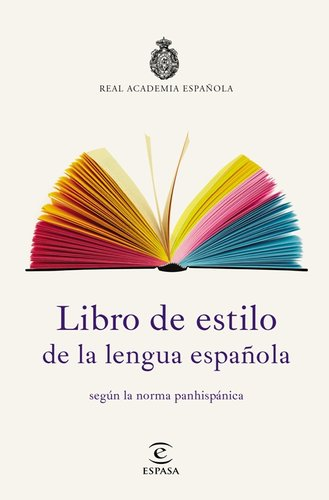 REAL ACADEMIA ESPAÑOLA
Libro de estilo
de la lengua española
según la norma panhispánica
e
ESPASA